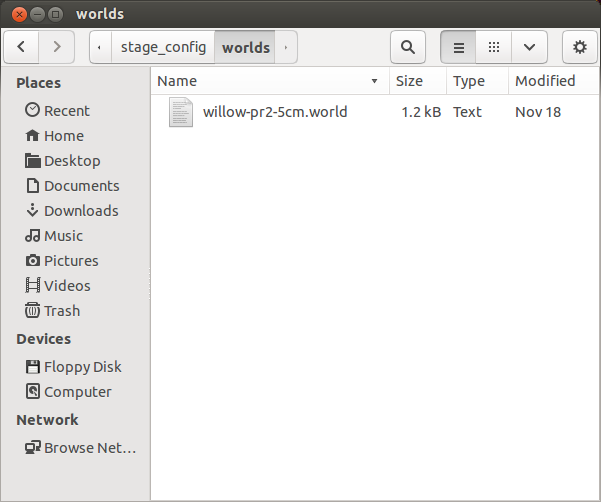 worlds
stage_config worlds
Places
Recent
Home
Desktop
Documents
Downloads
Music
Pictures
Videos
Trash
Devices
Floppy Disk
Computer
Network
Browse Net…
Name Size Type Modified
willow-pr2-5cm.world 1.2 kB Text Nov 18